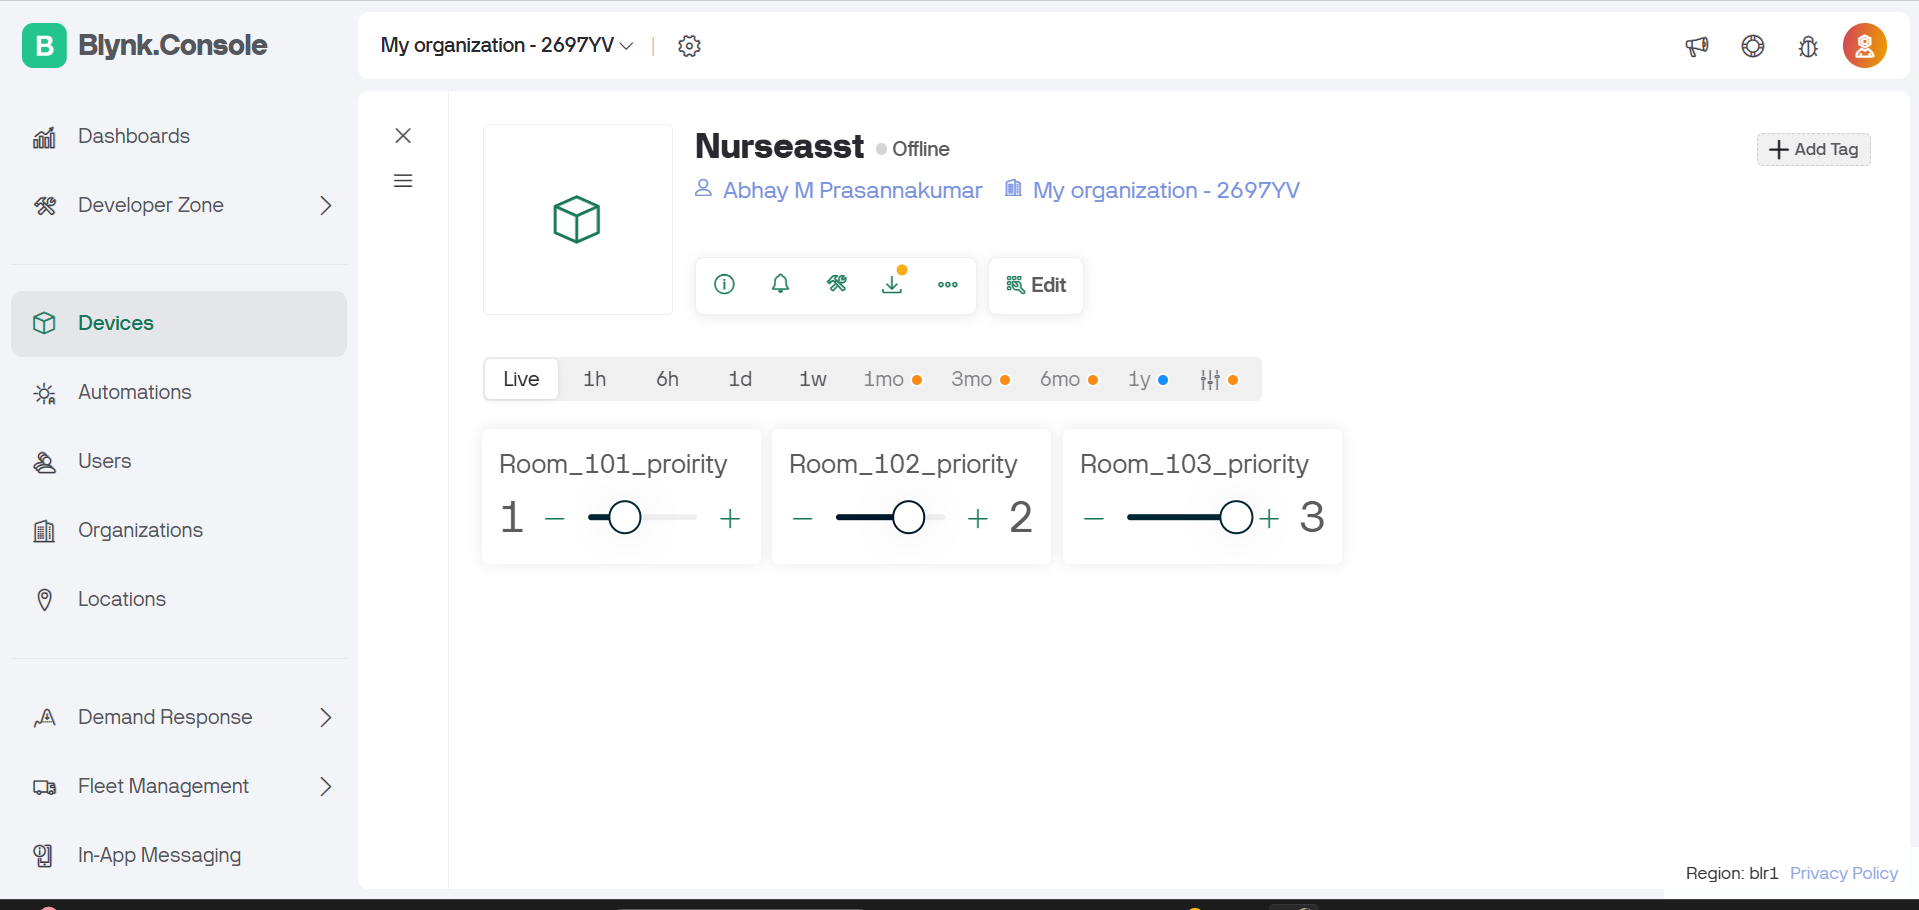 B Blynk.Console
My organization - 2697YV
Dashboards
Developer Zone
Devices
Automations
Users
Organizations
Locations
Demand Response
Fleet Management
In-App Messaging
Nurseasst Offline
Abhay M Prasannakumar My organization - 2697YV
Add Tag
Edit
Live 1h 6h 1d 1w 1mo 3mo 6mo 1y
Room_101_proirity
1
Room_102_priority
2
Room_103_priority
3
Region: blr1 Privacy Policy